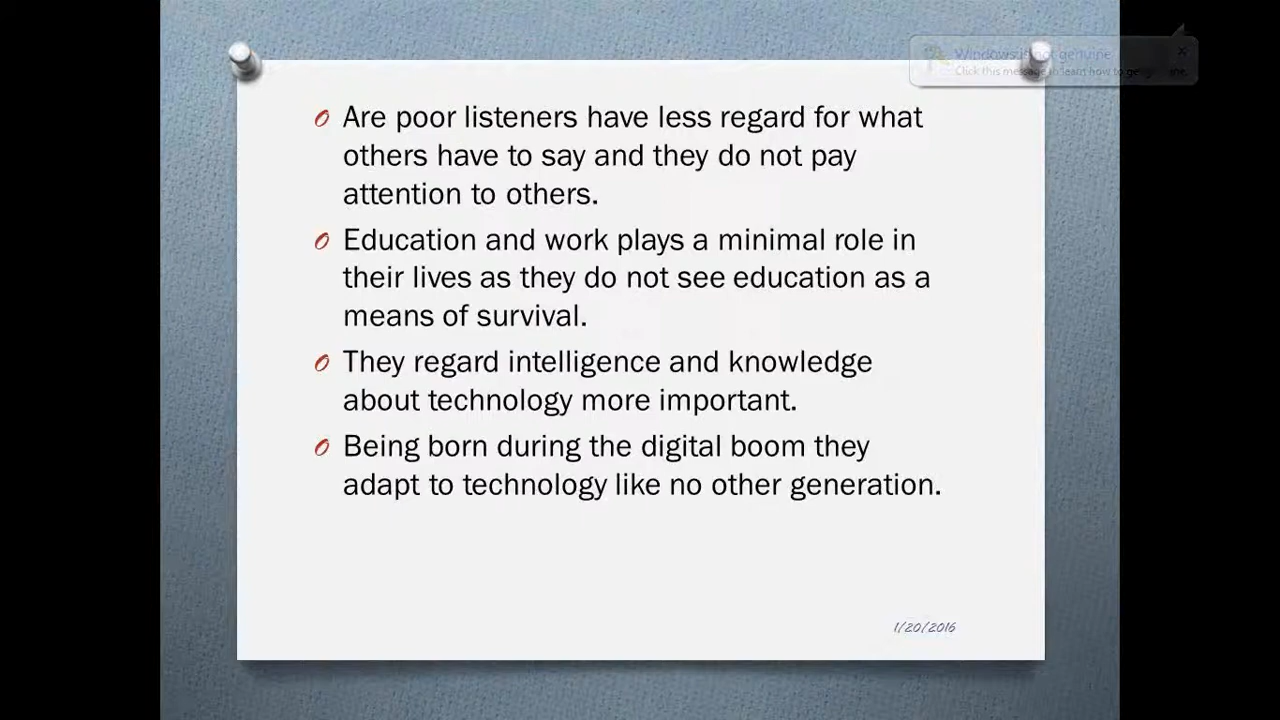 Windows is not genuine
Click this message to learn how to get
Are poor listeners have less regard for what
others have to say and they do not pay
attention to others.
Education and work plays a minimal role in
their lives as they do not see education as a
means of survival.
They regard intelligence and knowledge
about technology more important.
Being born during the digital boom they
adapt to technology like no other generation.
1/20/2016